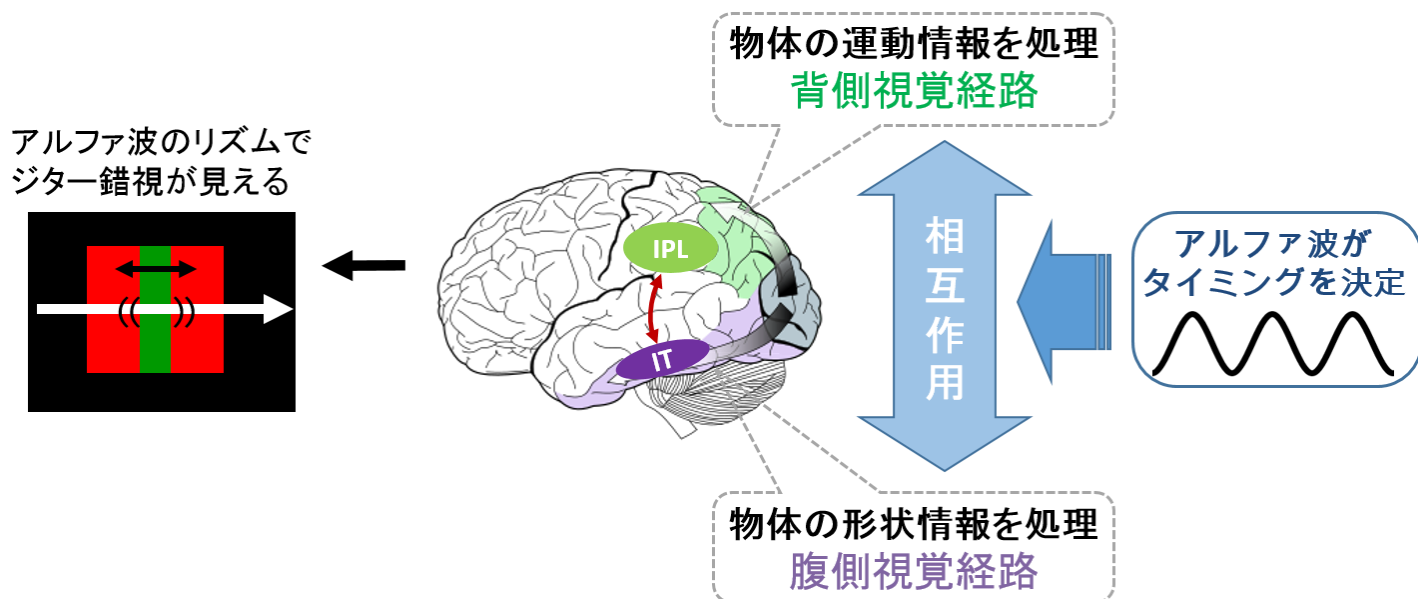 物体の運動情報を処理
背側視覚経路
アルファ波のリズムで
ジター錯視が見える
IPL
IT
相互作用
アルファ波が
タイミングを決定
物体の形状情報を処理
腹側視覚経路